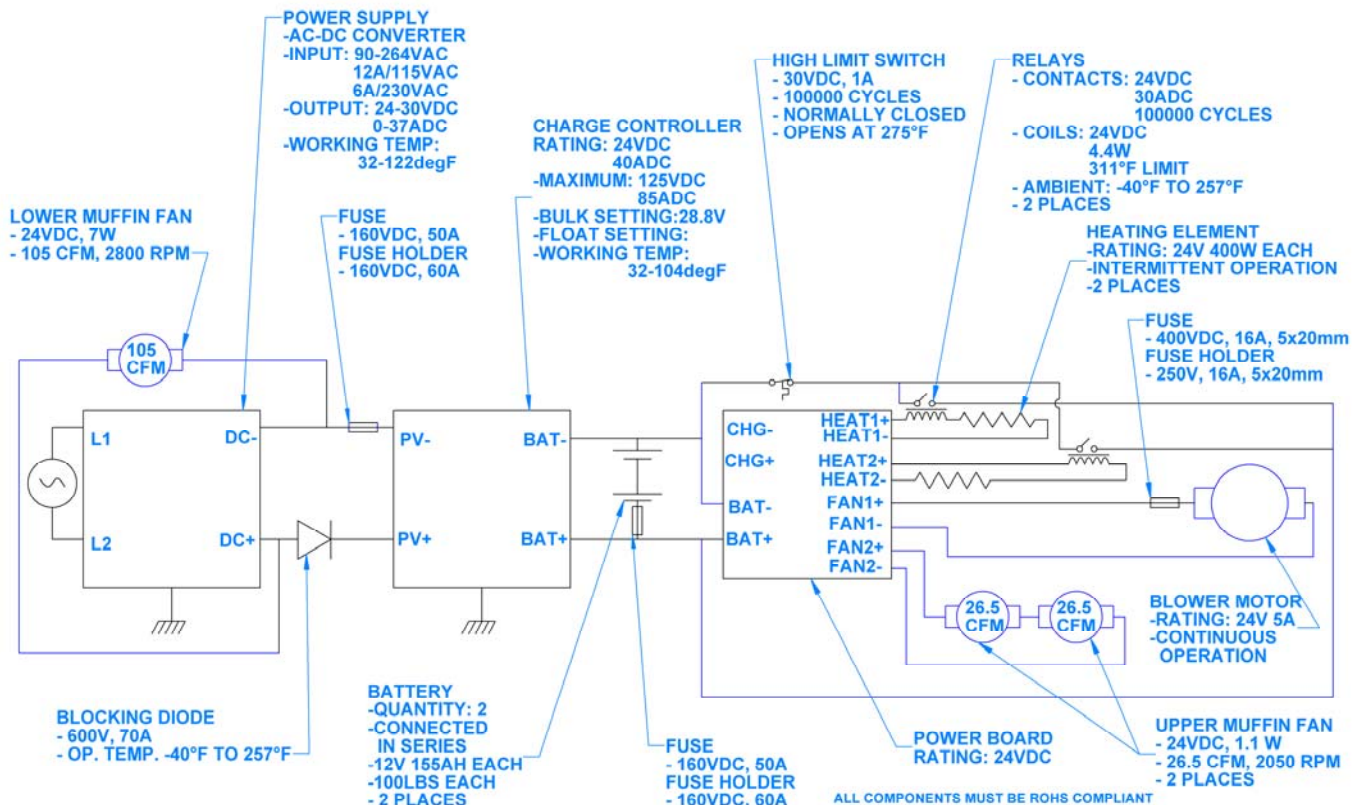 POWER SUPPLY
-AC-DC CONVERTER
-INPUT: 90-264VAC
12A/115VAC
6A/230VAC
-OUTPUT: 24-30VDC
0-37ADC
-WORKING TEMP:
32-122degF
HIGH LIMIT SWITCH
- 30VDC, 1A
- 100000 CYCLES
- NORMALLY CLOSED
- OPENS AT 275°F
RELAYS
- CONTACTS: 24VDC
30ADC
100000 CYCLES
- COILS: 24VDC
4.4W
311°F LIMIT
- AMBIENT: -40°F TO 257°F
- 2 PLACES
CHARGE CONTROLLER
RATING: 24VDC
40ADC
-MAXIMUM: 125VDC
85ADC
-BULK SETTING:28.8V
-FLOAT SETTING:
-WORKING TEMP:
32-104degF
LOWER MUFFIN FAN
- 24VDC, 7W
- 105 CFM, 2800 RPM
FUSE
- 160VDC, 50A
FUSE HOLDER
- 160VDC, 60A
HEATING ELEMENT
-RATING: 24V 400W EACH
-INTERMITTENT OPERATION
-2 PLACES
FUSE
- 400VDC, 16A, 5x20mm
FUSE HOLDER
- 250V, 16A, 5x20mm
105
CFM
L1
L2
DC-
DC+
PV-
PV+
BAT-
BAT+
CHG-
CHG+
BAT-
BAT+
HEAT1+
HEAT1-
HEAT2+
HEAT2-
FAN1+
FAN1-
FAN2+
FAN2-
26.5
CFM
26.5
CFM
BLOWER MOTOR
-RATING: 24V 5A
-CONTINUOUS
OPERATION
BLOCKING DIODE
- 600V, 70A
- OP. TEMP. -40°F TO 257°F
BATTERY
-QUANTITY: 2
-CONNECTED
IN SERIES
-12V 155AH EACH
-100LBS EACH
- 2 PLACES
FUSE
- 160VDC, 50A
FUSE HOLDER
- 160VDC, 60A
POWER BOARD
RATING: 24VDC
UPPER MUFFIN FAN
- 24VDC, 1.1 W
- 26.5 CFM, 2050 RPM
- 2 PLACES
ALL COMPONENTS MUST BE ROHS COMPLIANT